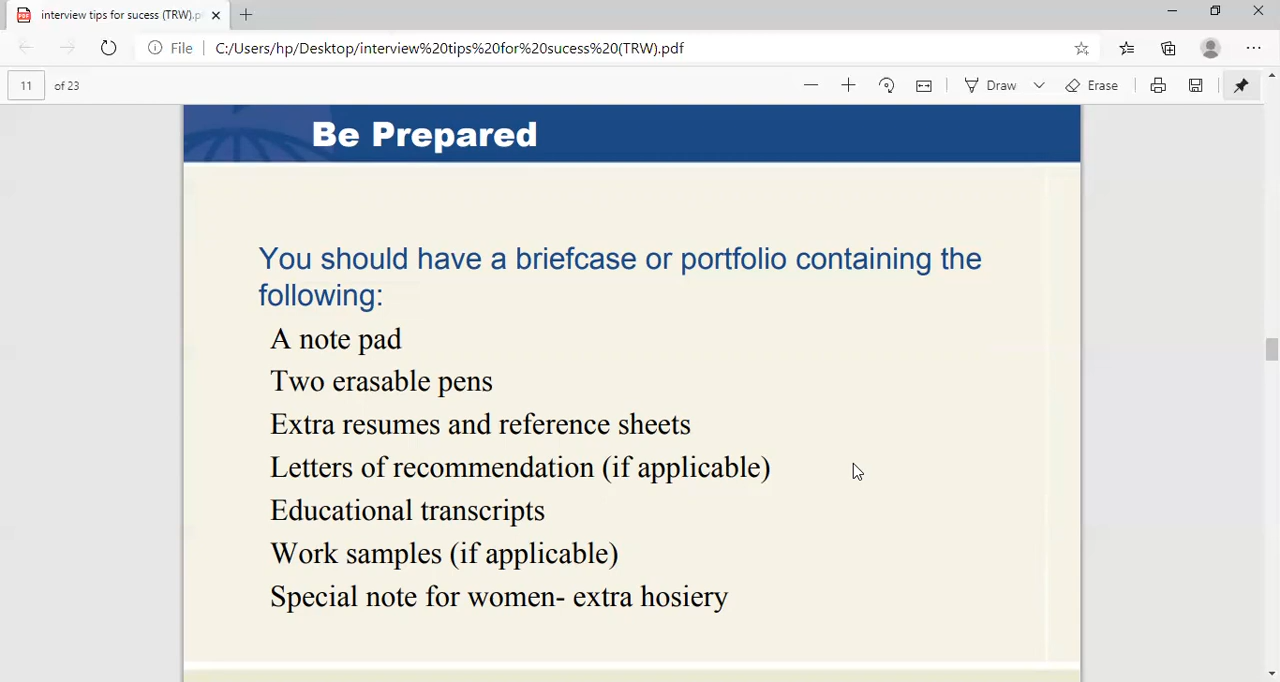 interview tips for sucess (TRW).p
File
C:/Users/hp/Desktop/interview%20tips%20for%20sucess%20(TRW).pdf
11 of 23
Draw
Erase
Be Prepared
You should have a briefcase or portfolio containing the
following:
A note pad
Two erasable pens
Extra resumes and reference sheets
Letters of recommendation (if applicable)
Educational transcripts
Work samples (if applicable)
Special note for women- extra hosiery